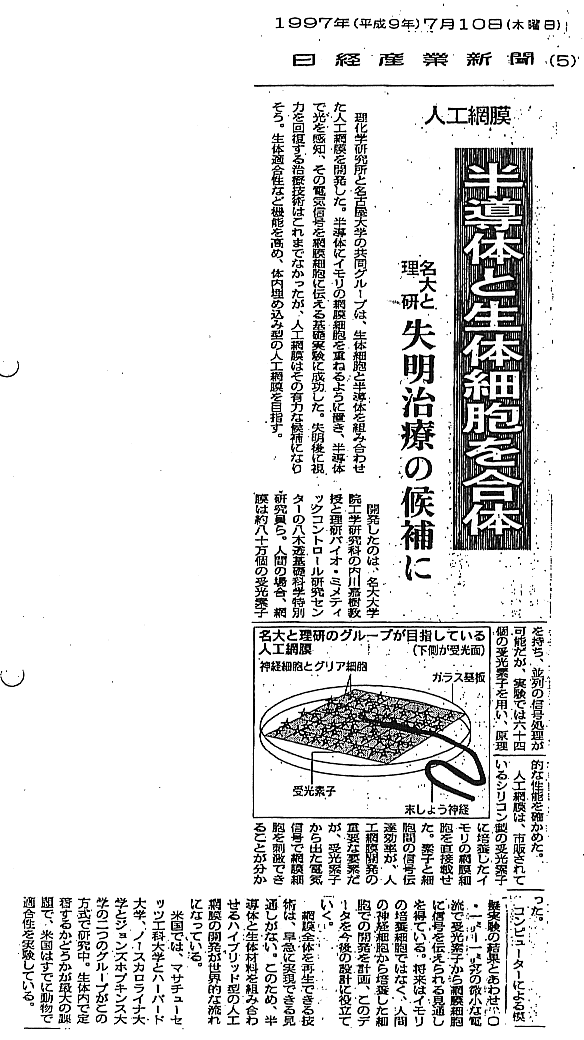 1997年(平成9年)7月10日(木曜日)
日経産業新聞 (5)
人工網膜
半導体と生体細胞を合体
名大と
理研
失明治療の候補に
理化学研究所と名古屋大学の共同グループは、生体細胞と半導体を組み合わせ
た人工網膜を開発した。半導体にイモリの網膜細胞を重ねるように置き、半導体
で光を感知、その電気信号を網膜細胞に伝える基礎実験に成功した。失明後に視
力を回復する治療技術はこれまでなかったが、人工網膜はその有力な候補になり
そう。生体適合性など機能を高め、体内埋め込み型の人工網膜を目指す。
開発したのは、名大大学
院工学研究科の内川嘉樹教
授と理研バイオ・ミメティ
ックコントロール研究セン
ターの八木透基礎科学特別
研究員ら。人間の場合、網
膜は約八十万個の受光素子
を持ち、並列の信号処理が
可能だが、実験では六十四
個の受光素子を用い、原理
的な性能を確かめた。
人工網膜は、市販されて
いるシリコン型の受光素子
に培養したイ
モリの網膜細
胞を直接載せ
た。素子と細
胞間の信号伝
達効率が、人
工網膜開発の
重要な要素だ
が、受光素子
から出た電気
信号で網膜細
胞を刺激でき
ることが分か
った。
コンピューターによる模
擬実験の結果とあわせ、〇
流で受光素子から網膜細胞
に信号を伝えられる見通し
を得ている。将来はイモリ
の培養細胞ではなく、人間
の神経細胞から培養した細
胞での開発を計画、このデ
ータを今後の設計に役立て
ていく。
網膜全体を再生できる技
術は、早急に実現できる見
通しがない。このため、半
導体と生体材料を組み合わ
せるハイブリッド型の人工
網膜の開発が世界的な流れ
になっている。
米国では、マサチューセ
ッツ工科大学とハーバード
大学、ノースカロライナ大
学とジョンズホプキンス大
学の二つのグループがこの
方式で研究中。生体内で定
着するかどうかが最大の課
題で、米国はすでに動物で
適合性を実験している。
名大と理研のグループが目指している
人工網膜
(下側が受光面)
神経細胞とグリア細胞
ガラス基板
受光素子
末しょう神経